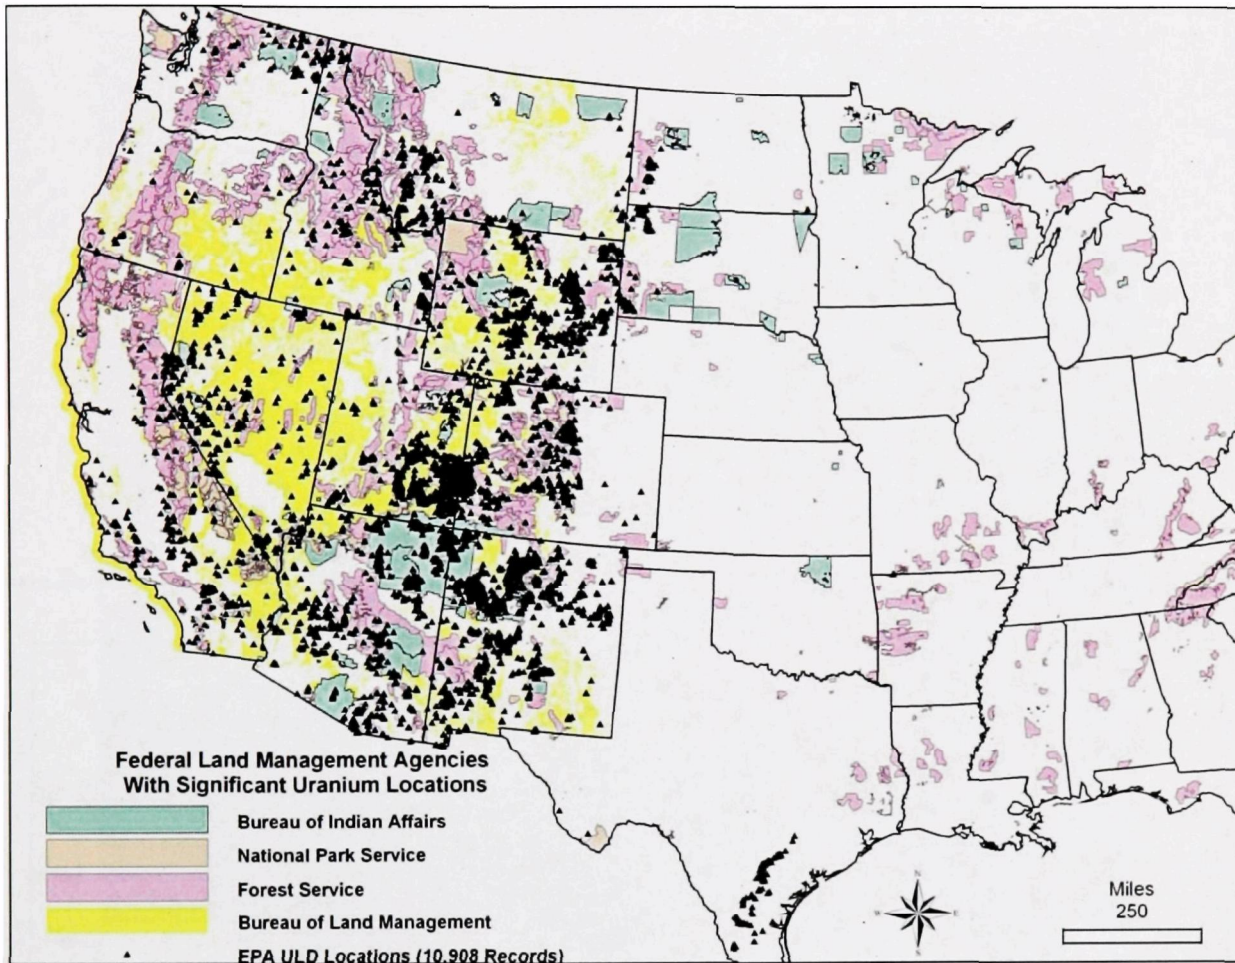 Federal Land Management Agencies
With Significant Uranium Locations
Bureau of Indian Affairs
National Park Service
Forest Service
Bureau of Land Management
EPA ULD Locations (10,908 Records)
N
Miles
250